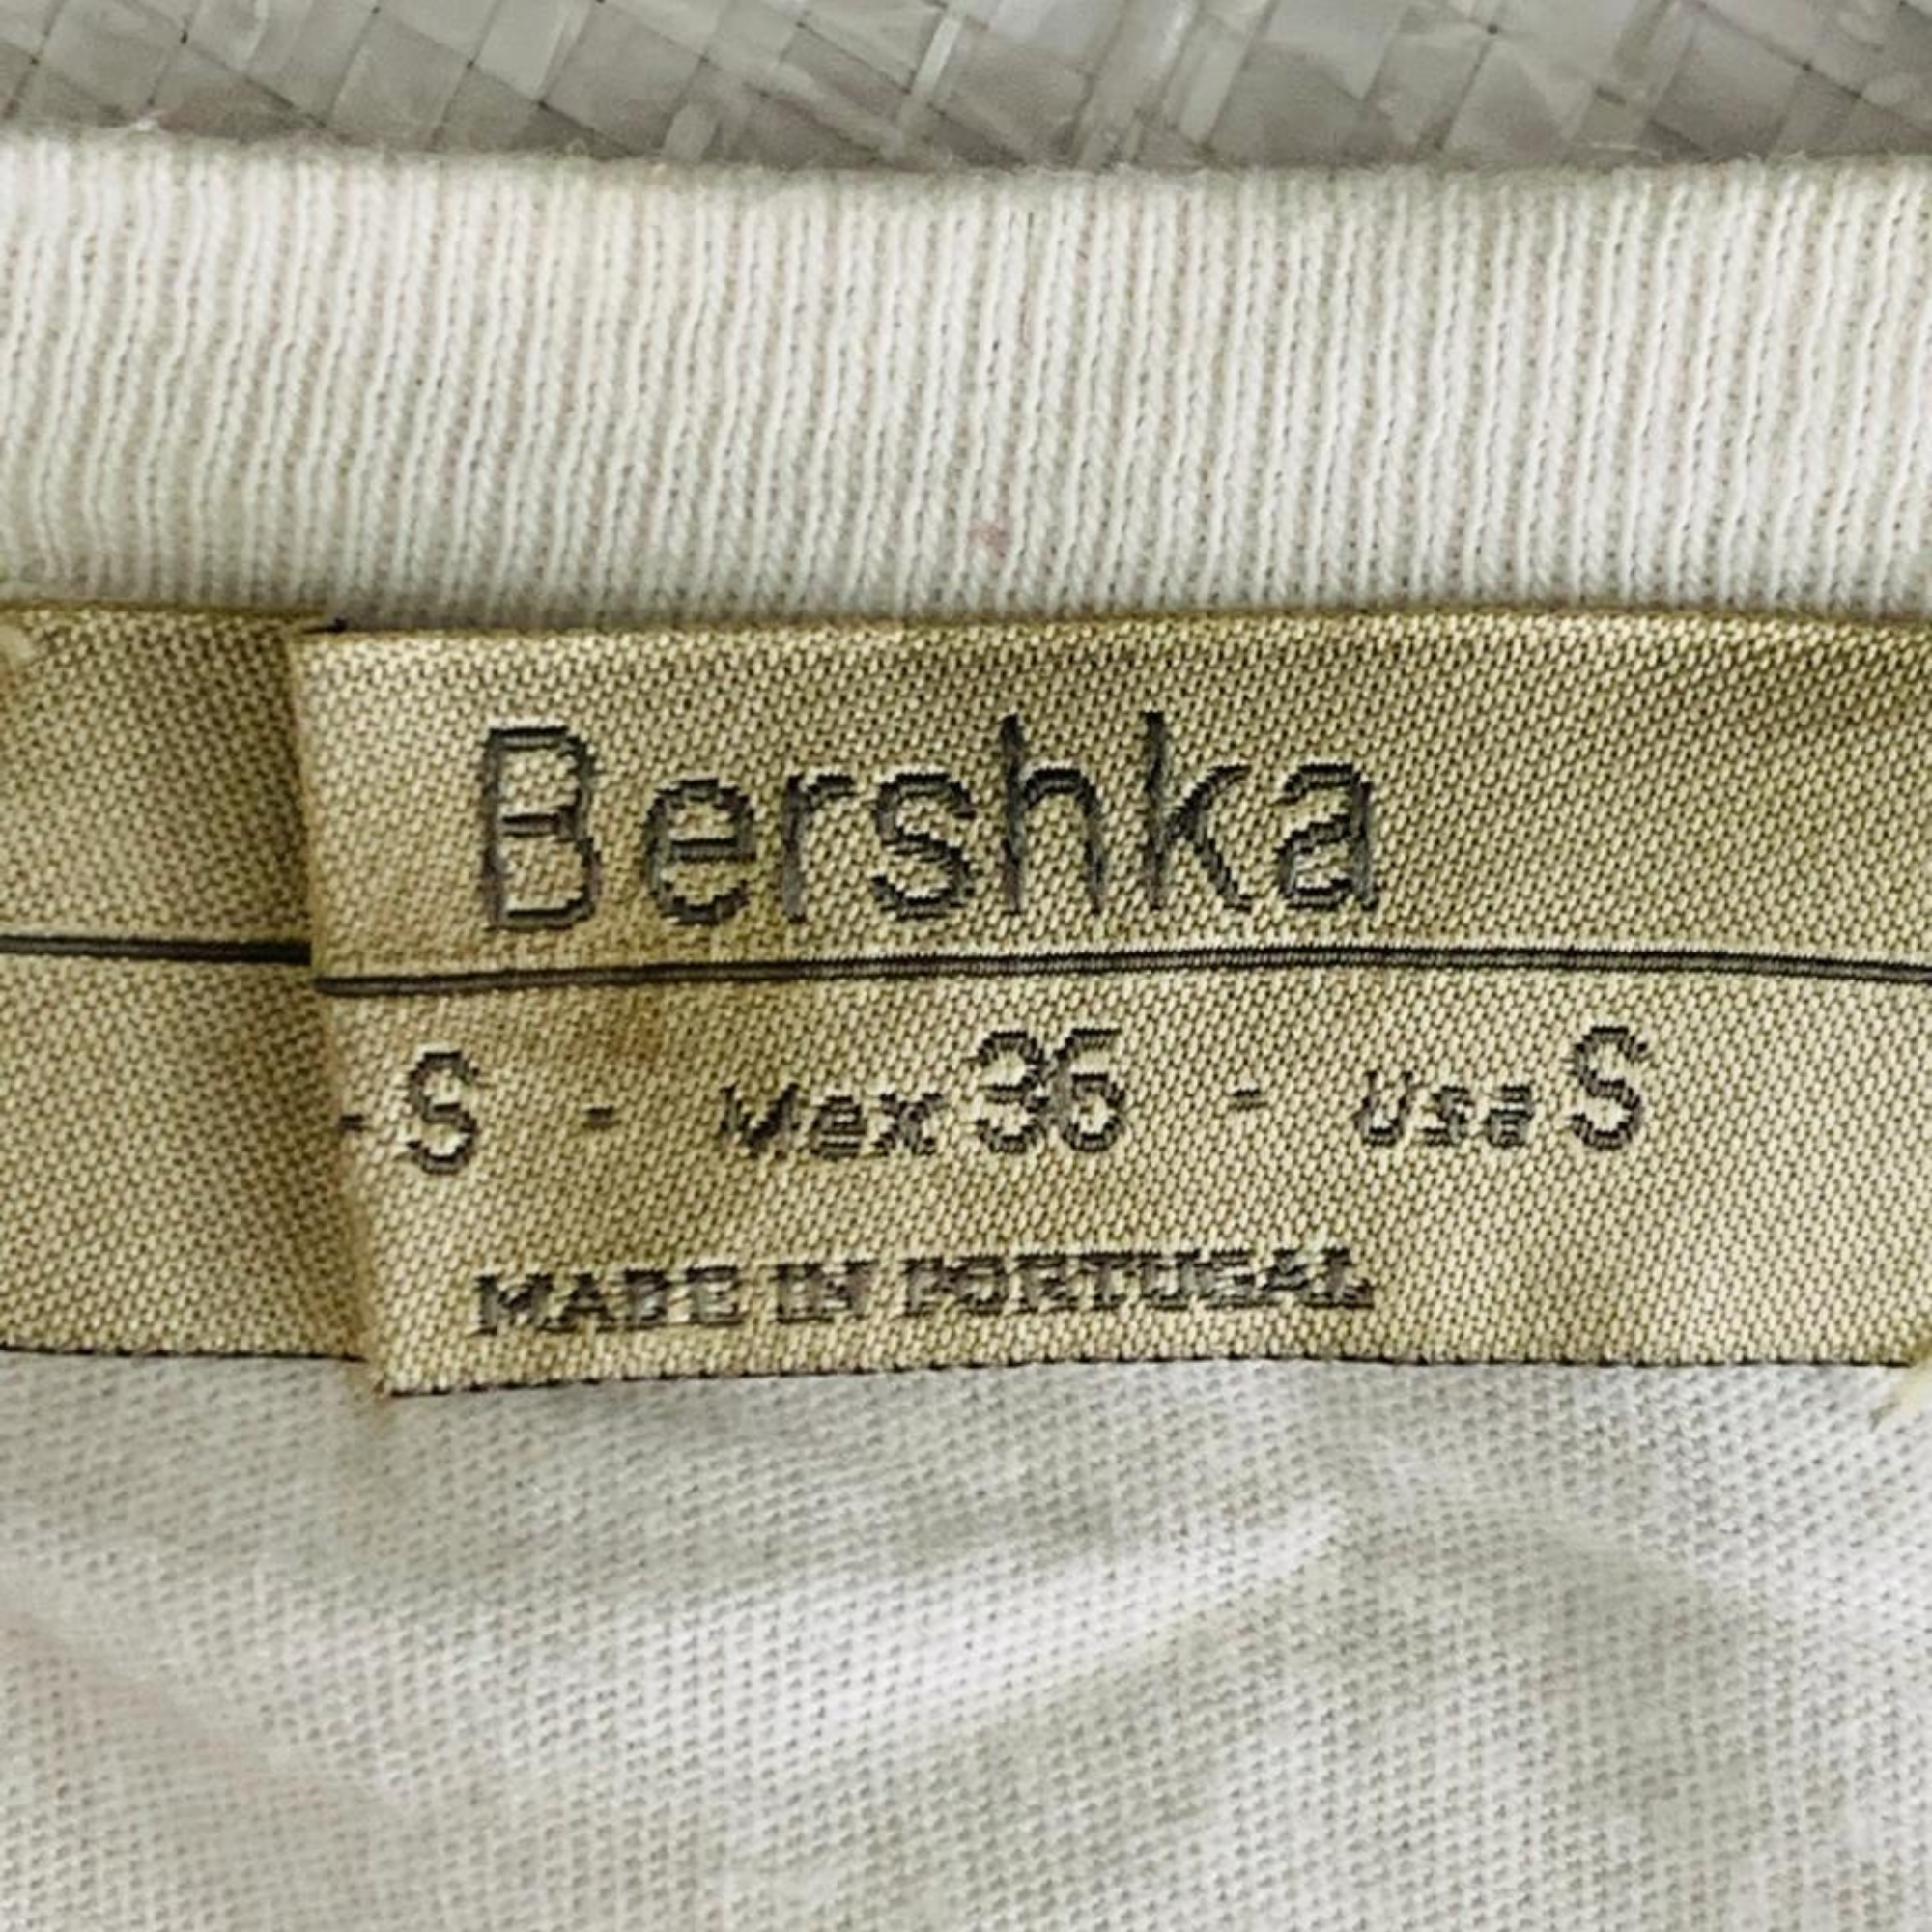 Bershka
- S - Mex 36 - Usa S
MADE IN PORTUGAL